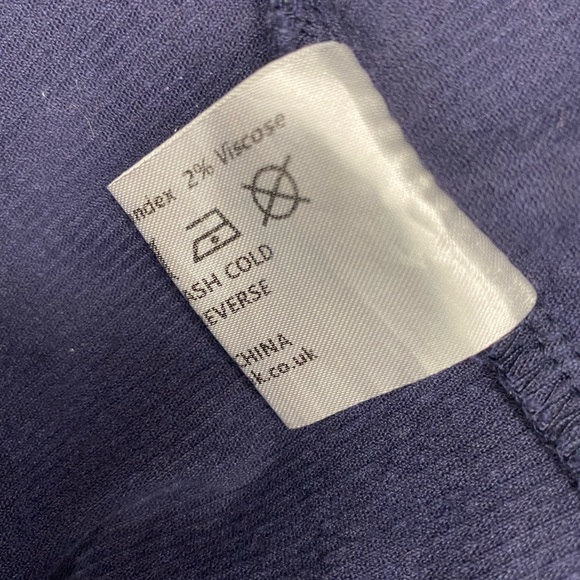 ndex 2% Viscose
ASH COLD
EVERSE
CHINA
k.co.uk